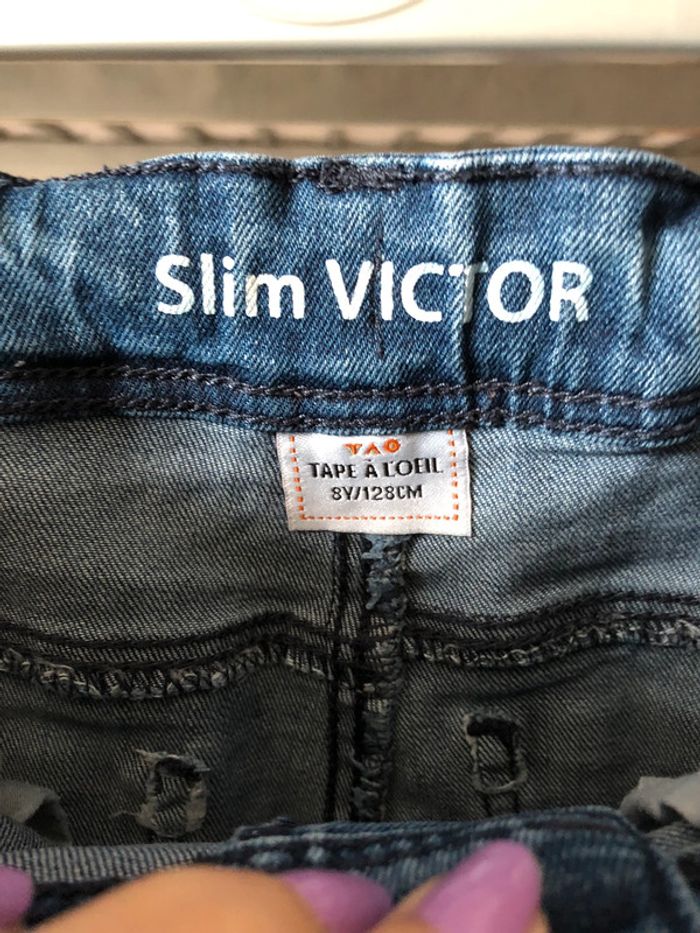 Slim VICTOR
TAO
TAPE À L'OEIL
8Y/128CM